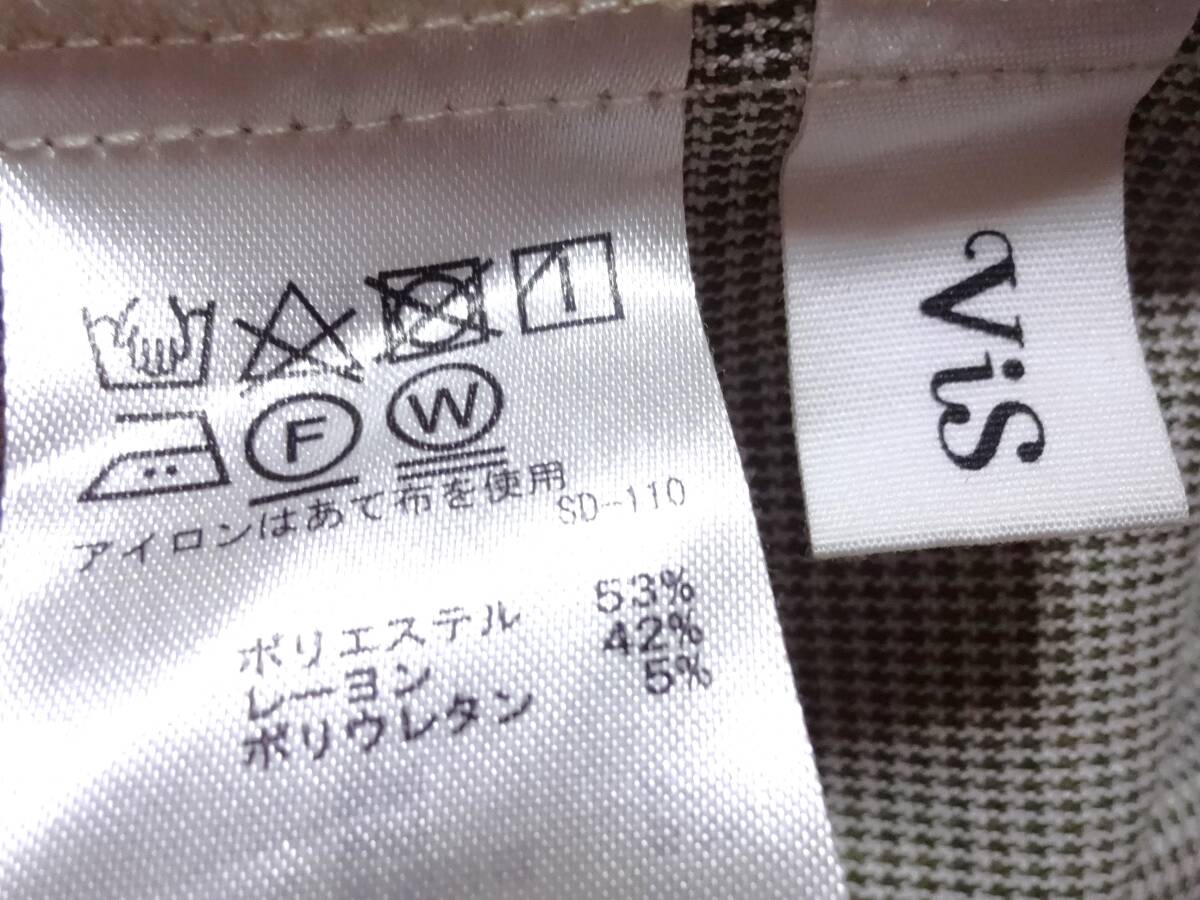 F
W
アイロンはあて布を使用
SD-110
ポリエステル 53%
レーヨン 42%
ポリウレタン 5%
ViS